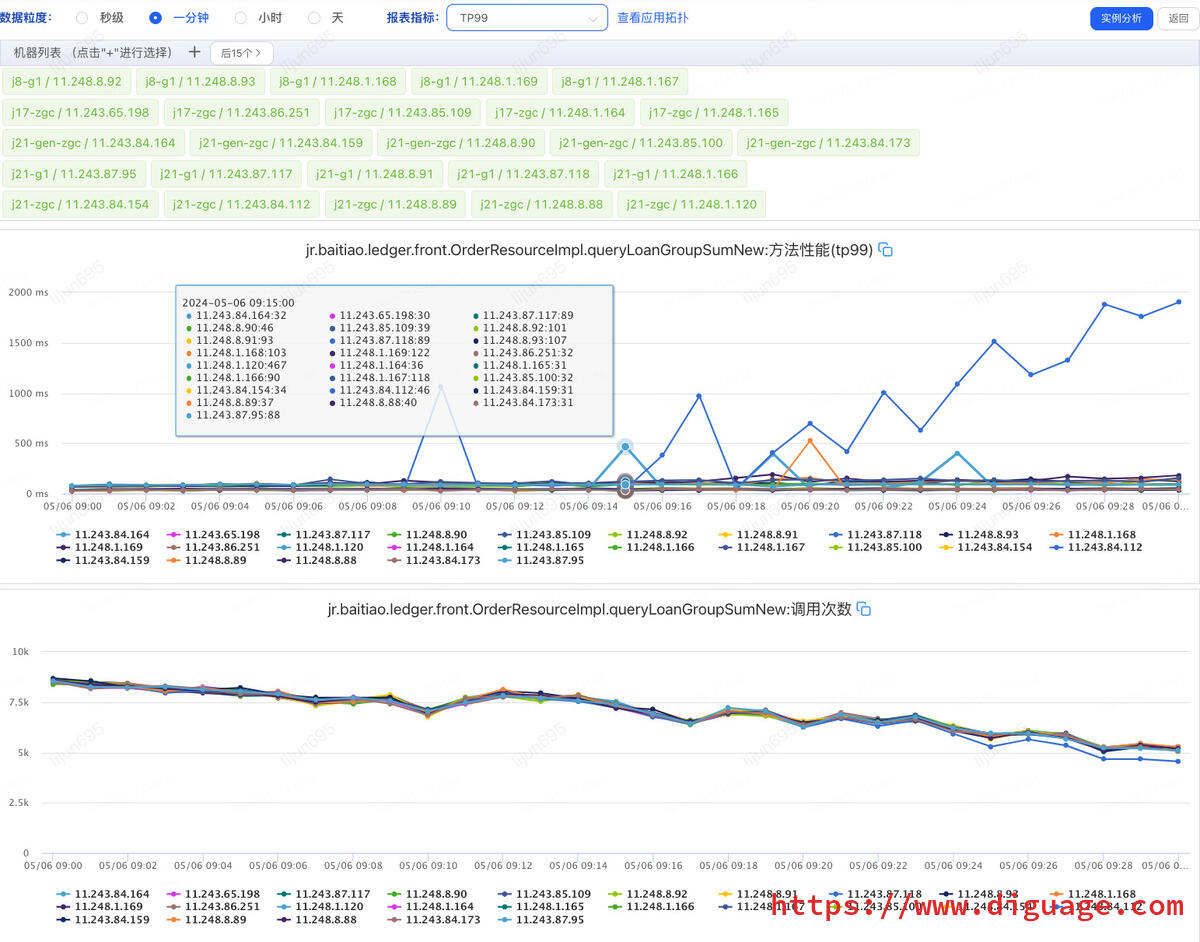 数据粒度: 秒级 一分钟 小时 天 报表指标: TP99 查看应用拓扑 实例分析 返回
机器列表 (点击"+"进行选择) + 后15个 >
j8-g1 / 11.248.8.92 j8-g1 / 11.248.8.93 j8-g1 / 11.248.1.168 j8-g1 / 11.248.1.169 j8-g1 / 11.248.1.167
j17-zgc / 11.243.65.198 j17-zgc / 11.243.86.251 j17-zgc / 11.243.85.109 j17-zgc / 11.248.1.164 j17-zgc / 11.248.1.165
j21-gen-zgc / 11.243.84.164 j21-gen-zgc / 11.243.84.159 j21-gen-zgc / 11.248.8.90 j21-gen-zgc / 11.243.85.100 j21-gen-zgc / 11.243.84.173
j21-g1 / 11.243.87.95 j21-g1 / 11.243.87.117 j21-g1 / 11.248.8.91 j21-g1 / 11.243.87.118 j21-g1 / 11.248.1.166
j21-zgc / 11.243.84.154 j21-zgc / 11.243.84.112 j21-zgc / 11.248.8.89 j21-zgc / 11.248.8.88 j21-zgc / 11.248.1.120
jr.baitiao.ledger.front.OrderResourceImpl.queryLoanGroupSumNew:方法性能(tp99)
2000 ms
1500 ms
1000 ms
500 ms
0 ms
2024-05-06 09:15:00
11.243.84.164:32 11.243.65.198:30 11.243.87.117:89
11.248.8.90:46 11.243.85.109:39 11.248.8.92:101
11.248.8.91:93 11.243.87.118:89 11.248.8.93:107
11.248.1.168:103 11.248.1.169:122 11.243.86.251:32
11.248.1.120:467 11.248.1.164:36 11.248.1.165:31
11.248.1.166:90 11.248.1.167:118 11.243.85.100:32
11.243.84.154:34 11.243.84.112:46 11.243.84.159:31
11.248.8.89:37 11.248.8.88:40 11.243.84.173:31
11.243.87.95:88
05/06 09:00 05/06 09:02 05/06 09:04 05/06 09:06 05/06 09:08 05/06 09:10 05/06 09:12 05/06 09:14 05/06 09:16 05/06 09:18 05/06 09:20 05/06 09:22 05/06 09:24 05/06 09:26 05/06 09:28 05/06 0...
11.243.84.164 11.243.65.198 11.243.87.117 11.248.8.90 11.243.85.109 11.248.8.92 11.248.8.91 11.243.87.118 11.248.8.93 11.248.1.168
11.248.1.169 11.243.86.251 11.248.1.120 11.248.1.164 11.248.1.165 11.248.1.166 11.248.1.167 11.243.85.100 11.243.84.154 11.243.84.112
11.243.84.159 11.248.8.89 11.248.8.88 11.243.84.173 11.243.87.95
jr.baitiao.ledger.front.OrderResourceImpl.queryLoanGroupSumNew:调用次数
10k
7.5k
5k
2.5k
0
05/06 09:00 05/06 09:02 05/06 09:04 05/06 09:06 05/06 09:08 05/06 09:10 05/06 09:12 05/06 09:14 05/06 09:16 05/06 09:18 05/06 09:20 05/06 09:22 05/06 09:24 05/06 09:26 05/06 09:28 05/06 0...
11.243.84.164 11.243.65.198 11.243.87.117 11.248.8.90 11.243.85.109 11.248.8.92 11.248.8.91 11.243.87.118 11.248.8.93 11.248.1.168
11.248.1.169 11.243.86.251 11.248.1.120 11.248.1.164 11.248.1.165 11.248.1.166 11.248.1.167 11.243.85.100 11.243.84.154 11.243.84.112
11.243.84.159 11.248.8.89 11.248.8.88 11.243.84.173 11.243.87.95
https://www.diguage.com
lijun695